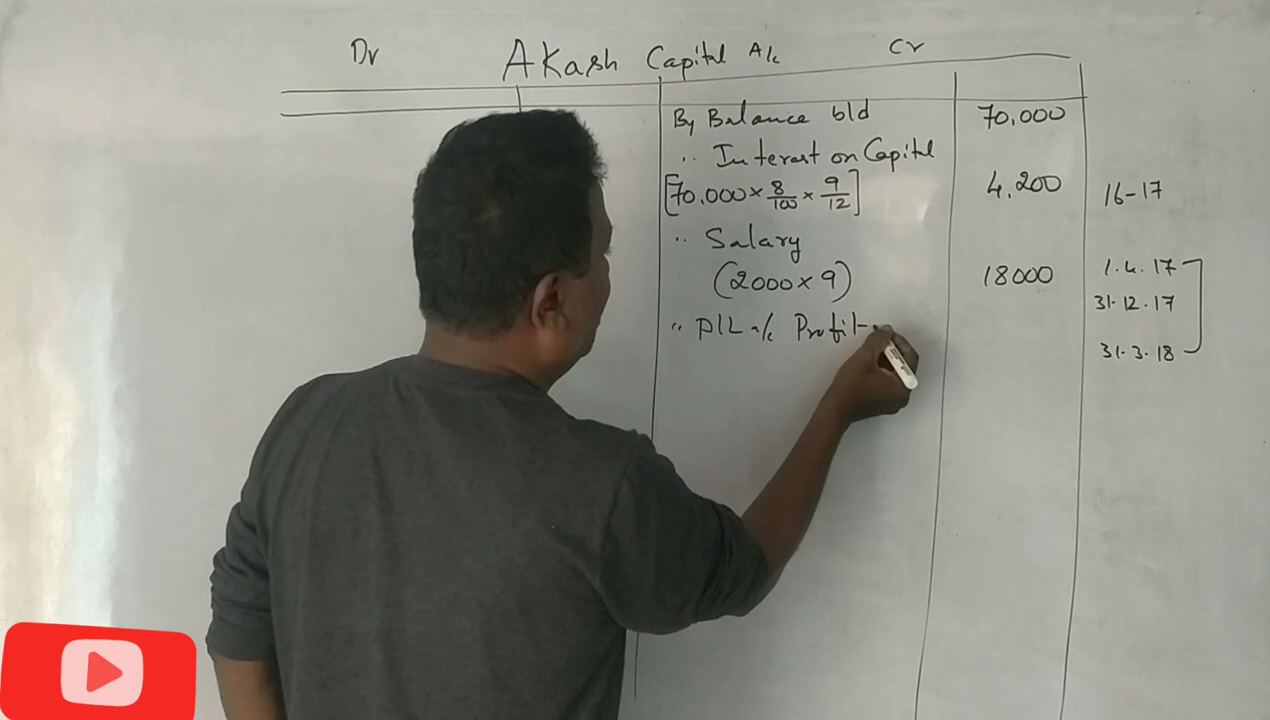 Dr Akash Capital A/c Cr
By Balance b/d 70,000
" Interest on Capital
[70,000 × 8/100 × 9/12] 4,200 16-17
" Salary
(2000 × 9) 18000 1.4.17
31.12.17
" P/L a/c Profit 31.3.18